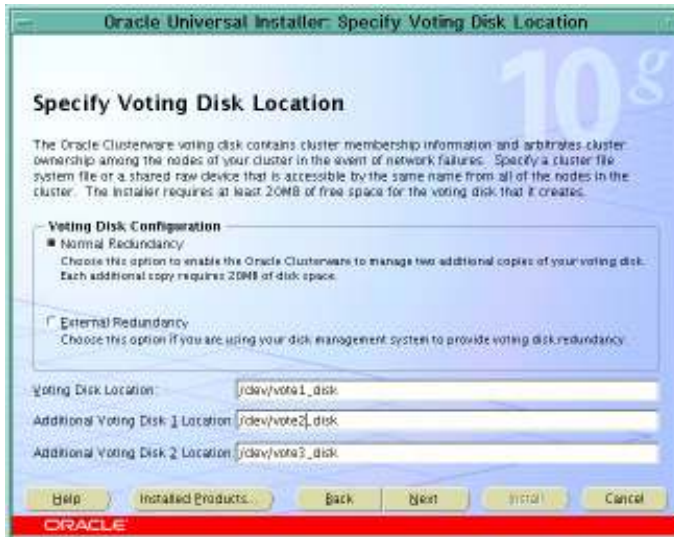 Oracle Universal Installer: Specify Voting Disk Location
10g
Specify Voting Disk Location
The Oracle Clusterware voting disk contains cluster membership information and arbitrates cluster
ownership among the nodes of your cluster in the event of network failures. Specify a cluster file
system file or a shared raw device that is accessible by the same name from all of the nodes in the
cluster. The Installer requires at least 20MB of free space for the voting disk that it creates.
Voting Disk Configuration
Normal Redundancy
Choose this option to enable the Oracle Clusterware to manage two additional copies of your voting disk.
Each additional copy requires 20MB of disk space.
External Redundancy
Choose this option if you are using your disk management system to provide voting disk redundancy
Voting Disk Location: /dev/vote1_disk
Additional Voting Disk 1 Location: /dev/vote2_disk
Additional Voting Disk 2 Location: /dev/vote3_disk
Help Installed Products... Back Next Install Cancel
ORACLE